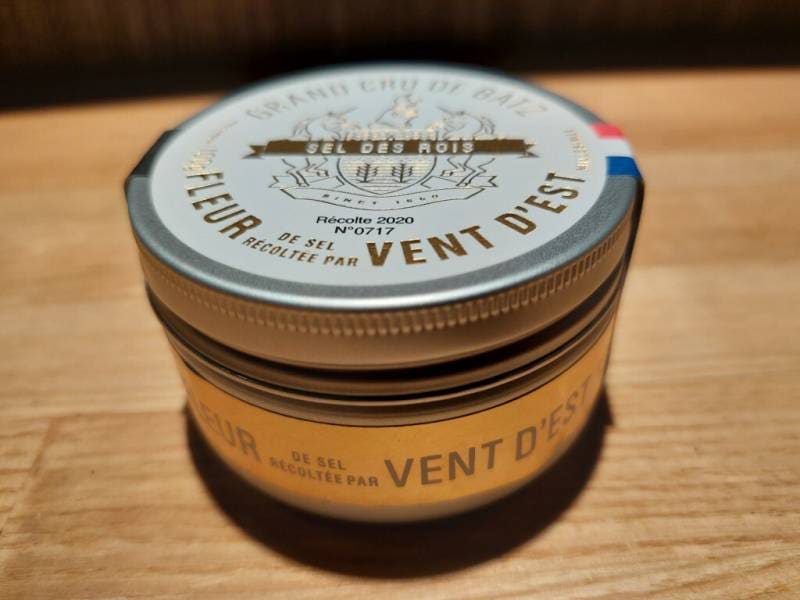 GRAND CRU DE BATZ
SEL DES ROIS
Récolte 2020
N°0717
FLEUR
DE SEL
RÉCOLTÉE PAR
VENT D'EST
LEUR
DE SEL
RÉCOLTÉE PAR
VENT D'EST